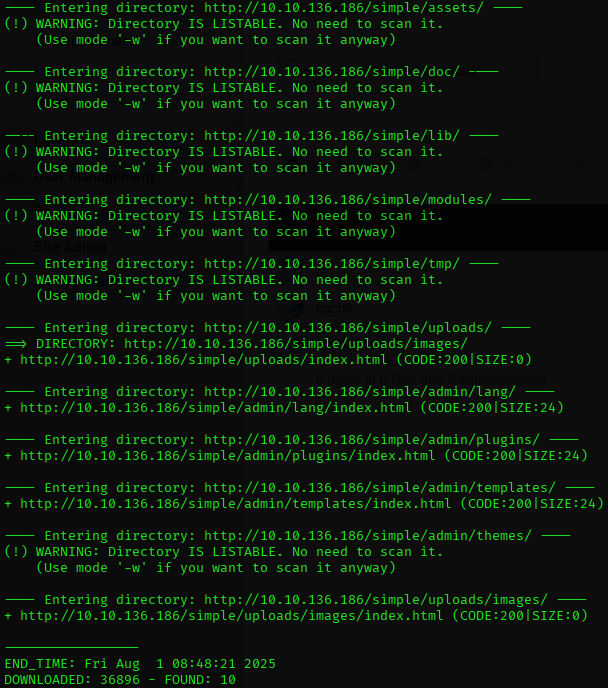 ---- Entering directory: http://10.10.136.186/simple/assets/ ----
(!) WARNING: Directory IS LISTABLE. No need to scan it.
(Use mode '-w' if you want to scan it anyway)
---- Entering directory: http://10.10.136.186/simple/doc/ ----
(!) WARNING: Directory IS LISTABLE. No need to scan it.
(Use mode '-w' if you want to scan it anyway)
---- Entering directory: http://10.10.136.186/simple/lib/ ----
(!) WARNING: Directory IS LISTABLE. No need to scan it.
(Use mode '-w' if you want to scan it anyway)
User Management
---- Entering directory: http://10.10.136.186/simple/modules/ ----
(!) WARNING: Directory IS LISTABLE. No need to scan it.
(Use mode '-w' if you want to scan it anyway)
Site Admin
---- Entering directory: http://10.10.136.186/simple/tmp/ ----
(!) WARNING: Directory IS LISTABLE. No need to scan it.
(Use mode '-w' if you want to scan it anyway)
cache
---- Entering directory: http://10.10.136.186/simple/uploads/ ----
==> DIRECTORY: http://10.10.136.186/simple/uploads/images/
+ http://10.10.136.186/simple/uploads/index.html (CODE:200|SIZE:0)
---- Entering directory: http://10.10.136.186/simple/admin/lang/ ----
+ http://10.10.136.186/simple/admin/lang/index.html (CODE:200|SIZE:24)
---- Entering directory: http://10.10.136.186/simple/admin/plugins/ ----
+ http://10.10.136.186/simple/admin/plugins/index.html (CODE:200|SIZE:24)
---- Entering directory: http://10.10.136.186/simple/admin/templates/ ----
+ http://10.10.136.186/simple/admin/templates/index.html (CODE:200|SIZE:24)
---- Entering directory: http://10.10.136.186/simple/admin/themes/ ----
(!) WARNING: Directory IS LISTABLE. No need to scan it.
(Use mode '-w' if you want to scan it anyway)
---- Entering directory: http://10.10.136.186/simple/uploads/images/ ----
+ http://10.10.136.186/simple/uploads/images/index.html (CODE:200|SIZE:0)
-----------------
END_TIME: Fri Aug  1 08:48:21 2025
DOWNLOADED: 36896 - FOUND: 10